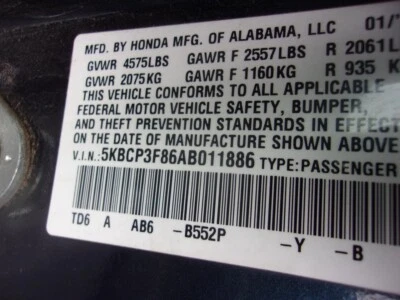 MFD. BY HONDA MFG. OF ALABAMA, LLC 01/
GVWR 4575LBS GAWR F 2557LBS R 2061L
GVWR 2075KG GAWR F 1160KG R 935 K
THIS VEHICLE CONFORMS TO ALL APPLICABLE
FEDERAL MOTOR VEHICLE SAFETY, BUMPER,
AND THEFT PREVENTION STANDARDS IN EFFECT
ON THE DATE OF MANUFACTURE SHOWN ABOVE
V.I.N: 5KBCP3F86AB011886 TYPE:PASSENGER
TD6 A AB6 -B552P -Y -B